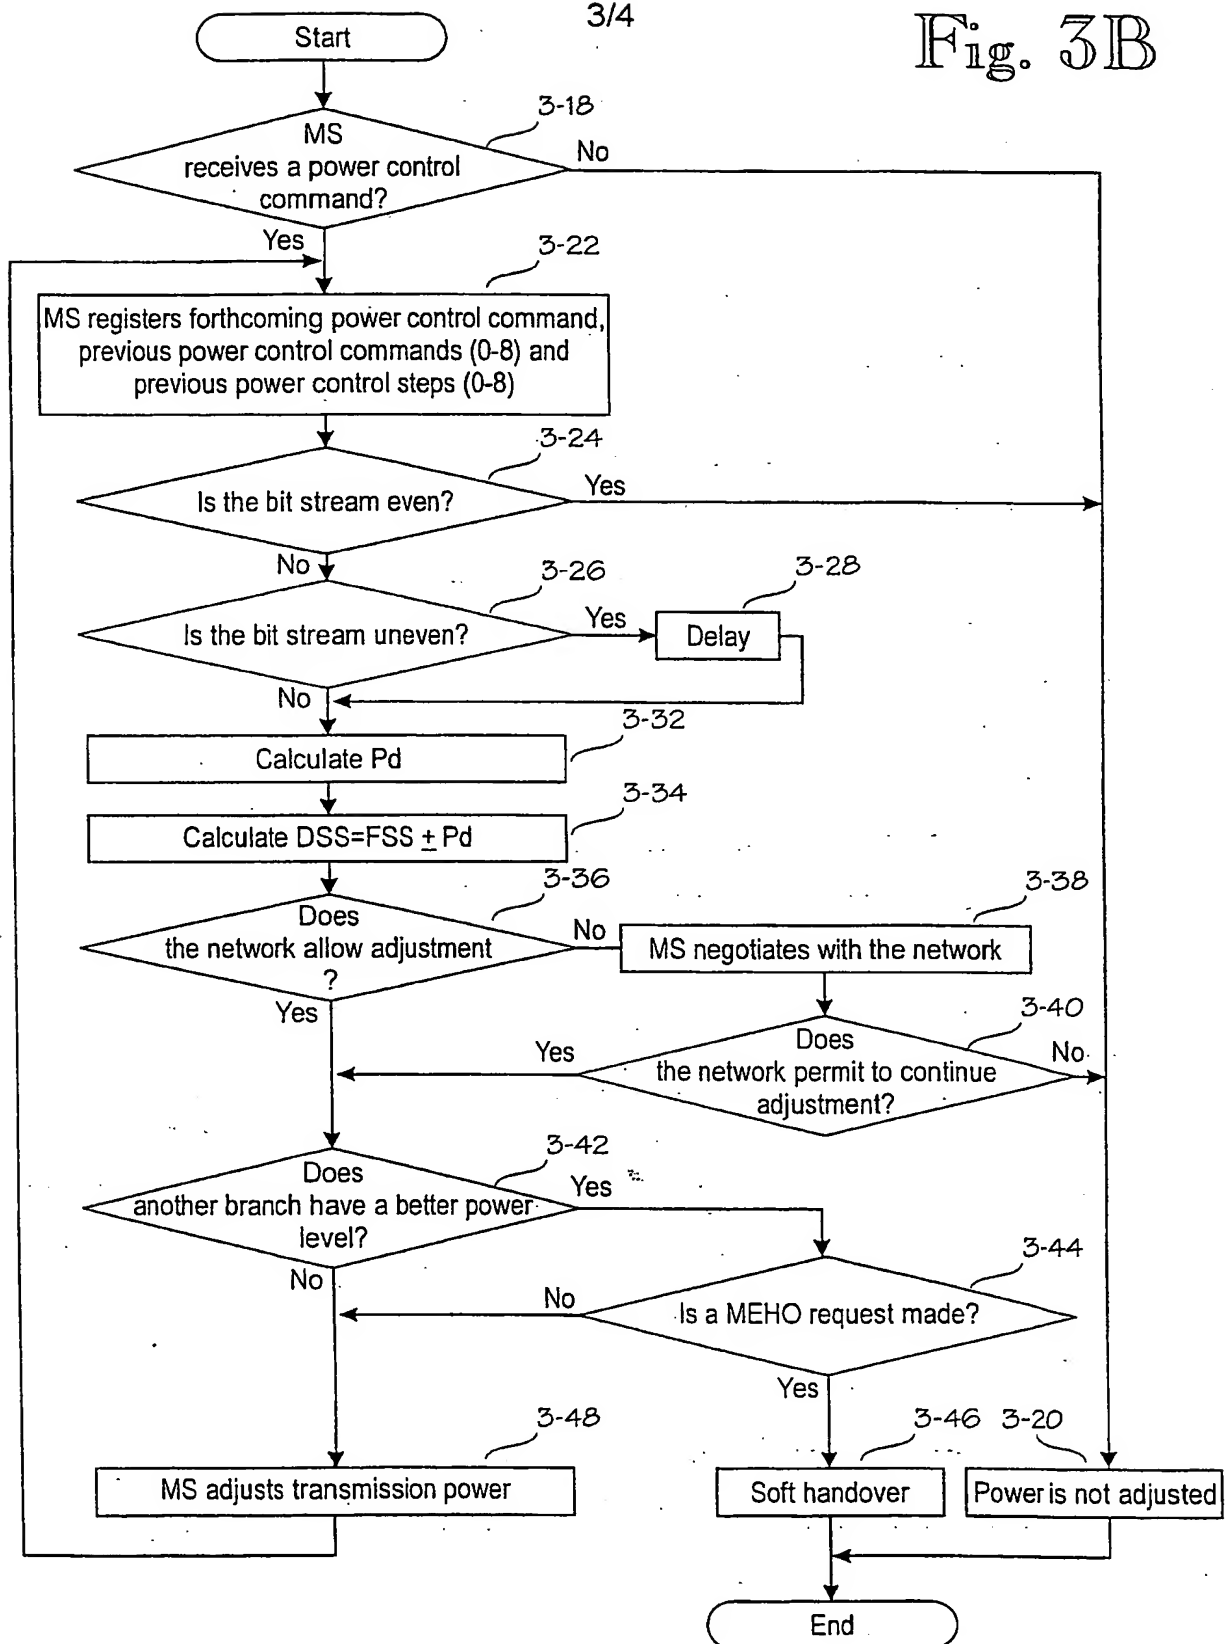 3/4
Fig. 3B
Start
3-18
MS
receives a power control
command?
No
Yes
3-22
MS registers forthcoming power control command,
previous power control commands (0-8) and
previous power control steps (0-8)
3-24
Is the bit stream even?
Yes
No
3-26
Is the bit stream uneven?
Yes
3-28
Delay
No
3-32
Calculate Pd
3-34
Calculate DSS=FSS ± Pd
3-36
Does
the network allow adjustment
?
No
3-38
MS negotiates with the network
Yes
3-40
Does
the network permit to continue
adjustment?
Yes
No
3-42
Does
another branch have a better power
level?
Yes
No
3-44
Is a MEHO request made?
No
Yes
3-48
MS adjusts transmission power
3-46
Soft handover
3-20
Power is not adjusted
End